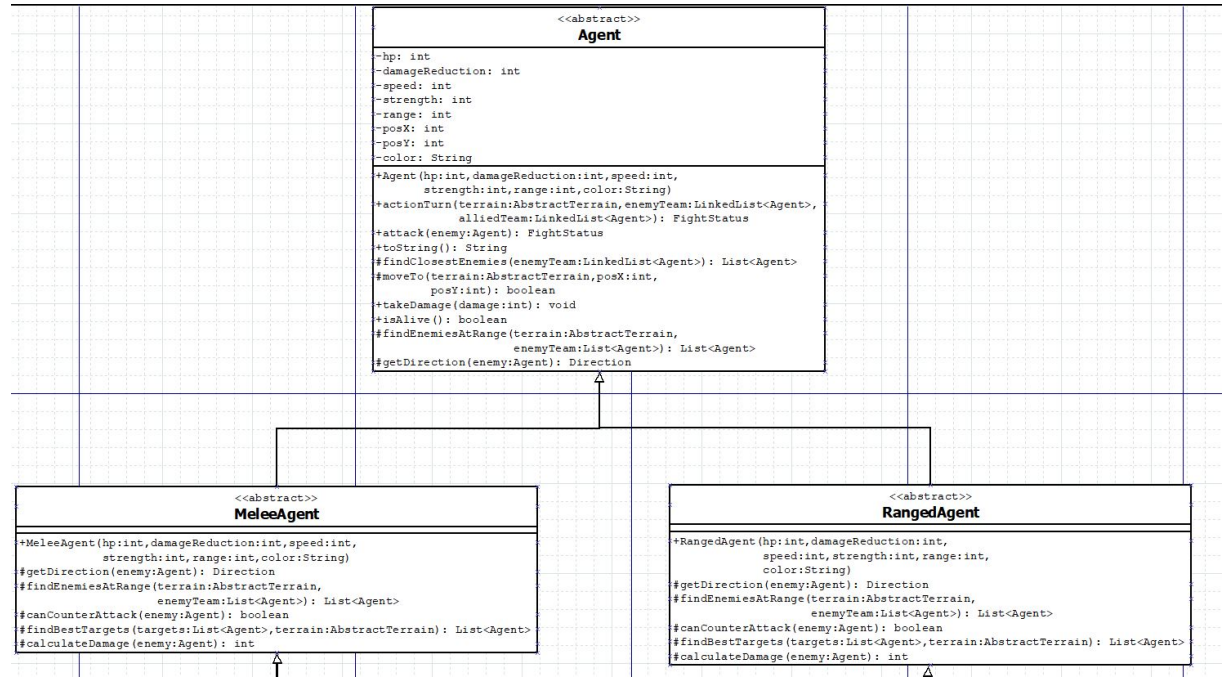 <<abstract>>
Agent
-hp: int
-damageReduction: int
-speed: int
-strength: int
-range: int
-posX: int
-posY: int
-color: String
+Agent(hp:int,damageReduction:int,speed:int,
strength:int,range:int,color:String)
+actionTurn(terrain:AbstractTerrain,enemyTeam:LinkedList<Agent>,
alliedTeam:LinkedList<Agent>): FightStatus
+attack(enemy:Agent): FightStatus
+toString(): String
#findClosestEnemies(enemyTeam:LinkedList<Agent>): List<Agent>
#moveTo(terrain:AbstractTerrain,posX:int,
posY:int): boolean
+takeDamage(damage:int): void
+isAlive(): boolean
#findEnemiesAtRange(terrain:AbstractTerrain,
enemyTeam:List<Agent>): List<Agent>
#getDirection(enemy:Agent): Direction
<<abstract>>
MeleeAgent
+MeleeAgent(hp:int,damageReduction:int,speed:int,
strength:int,range:int,color:String)
#getDirection(enemy:Agent): Direction
#findEnemiesAtRange(terrain:AbstractTerrain,
enemyTeam:List<Agent>): List<Agent>
#canCounterAttack(enemy:Agent): boolean
#findBestTargets(targets:List<Agent>,terrain:AbstractTerrain): List<Agent>
#calculateDamage(enemy:Agent): int
<<abstract>>
RangedAgent
+RangedAgent(hp:int,damageReduction:int,
speed:int,strength:int,range:int,
color:String)
#getDirection(enemy:Agent): Direction
#findEnemiesAtRange(terrain:AbstractTerrain,
enemyTeam:List<Agent>): List<Agent>
#canCounterAttack(enemy:Agent): boolean
#findBestTargets(targets:List<Agent>,terrain:AbstractTerrain): List<Agent>
#calculateDamage(enemy:Agent): int